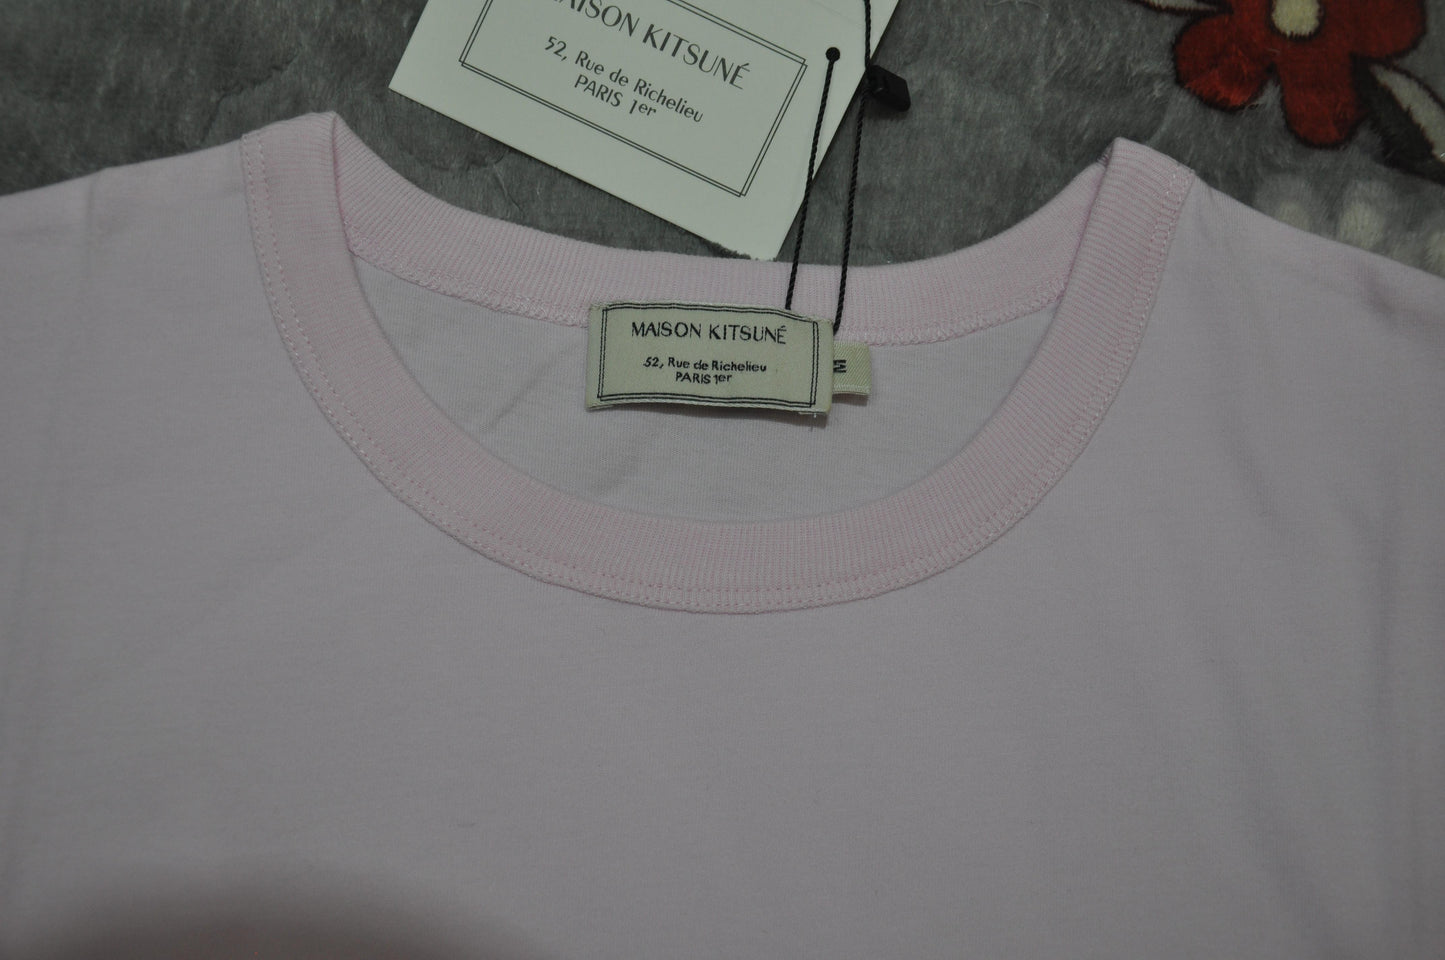 MAISON KITSUNÉ
52, Rue de Richelieu
PARIS 1er
MAISON KITSUNÉ
52, Rue de Richelieu
PARIS 1er
M